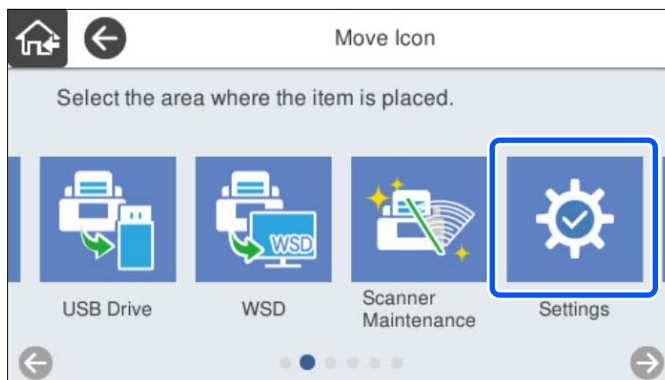 Move Icon
Select the area where the item is placed.
WSD
USB Drive
WSD
Scanner
Maintenance
Settings